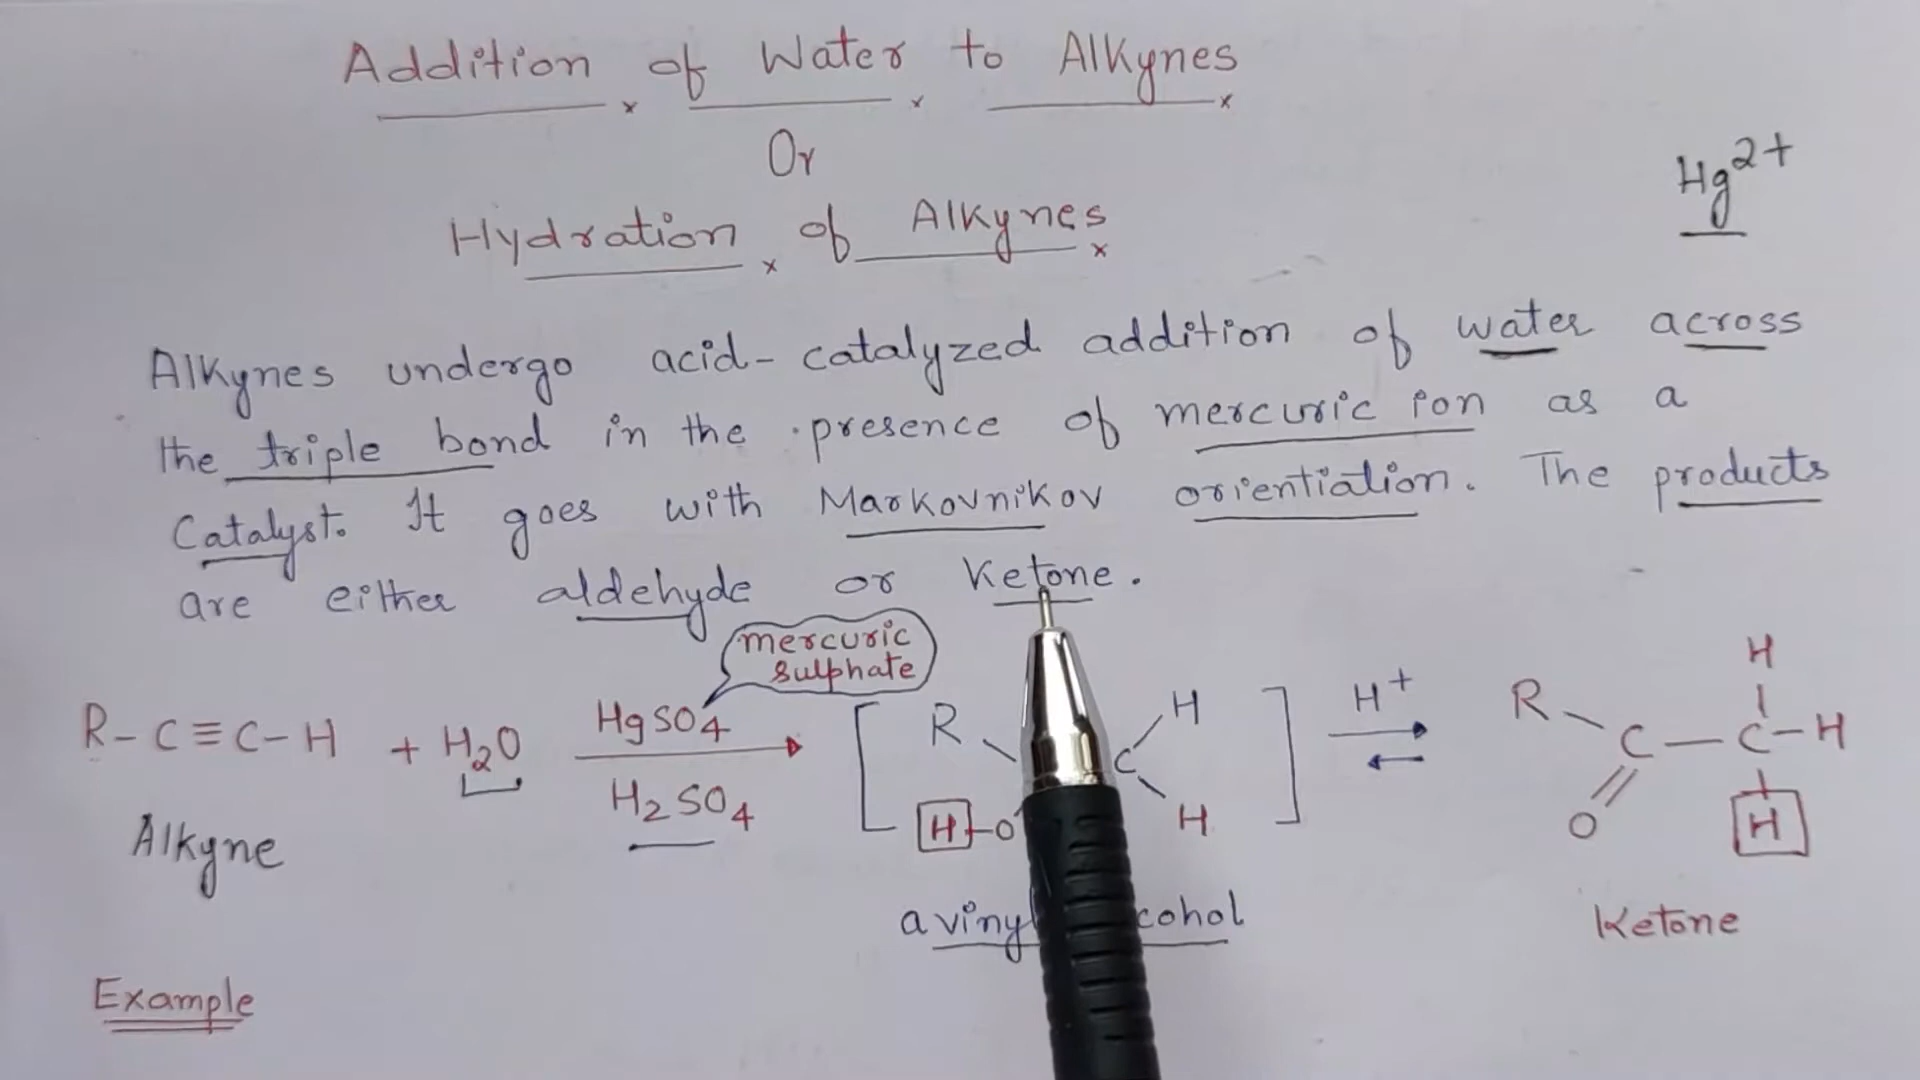 Addition of Water to Alkynes
Or
Hydration of Alkynes
Hg2+
Alkynes undergo acid-catalyzed addition of water across
the triple bond in the presence of mercuric ion as a
Catalyst. It goes with Markovnikov orientiation. The products
are either aldehyde or Ketone.
mercuric
sulphate
R-C≡C-H + H2O
HgSO4
H2SO4
R
C
H
H-O
H
H+
R
C-C-H
H
O
H
Alkyne
a vinyl
Ketone
Example